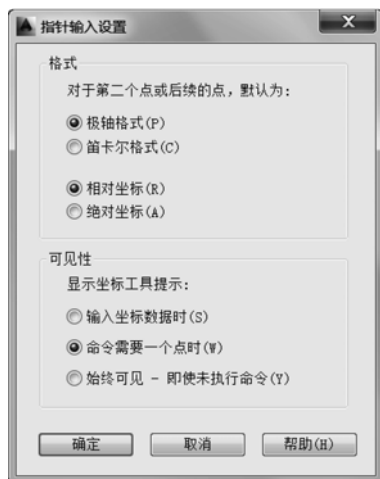 指针输入设置
格式
对于第二个点或后续的点，默认为：
极轴格式(P)
笛卡尔格式(C)
相对坐标(R)
绝对坐标(A)
可见性
显示坐标工具提示：
输入坐标数据时(S)
命令需要一个点时(W)
始终可见 - 即使未执行命令(Y)
确定 取消 帮助(H)